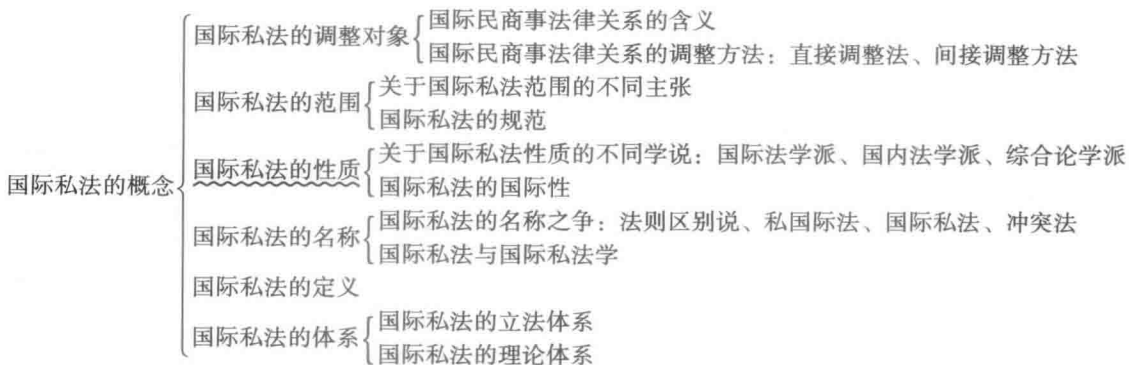 国际私法的概念
国际私法的调整对象
国际民商事法律关系的含义
国际民商事法律关系的调整方法：直接调整法、间接调整方法
国际私法的范围
关于国际私法范围的不同主张
国际私法的规范
国际私法的性质
关于国际私法性质的不同学说：国际法学派、国内法学派、综合论学派
国际私法的国际性
国际私法的名称
国际私法的名称之争：法则区别说、私国际法、国际私法、冲突法
国际私法与国际私法学
国际私法的定义
国际私法的体系
国际私法的立法体系
国际私法的理论体系